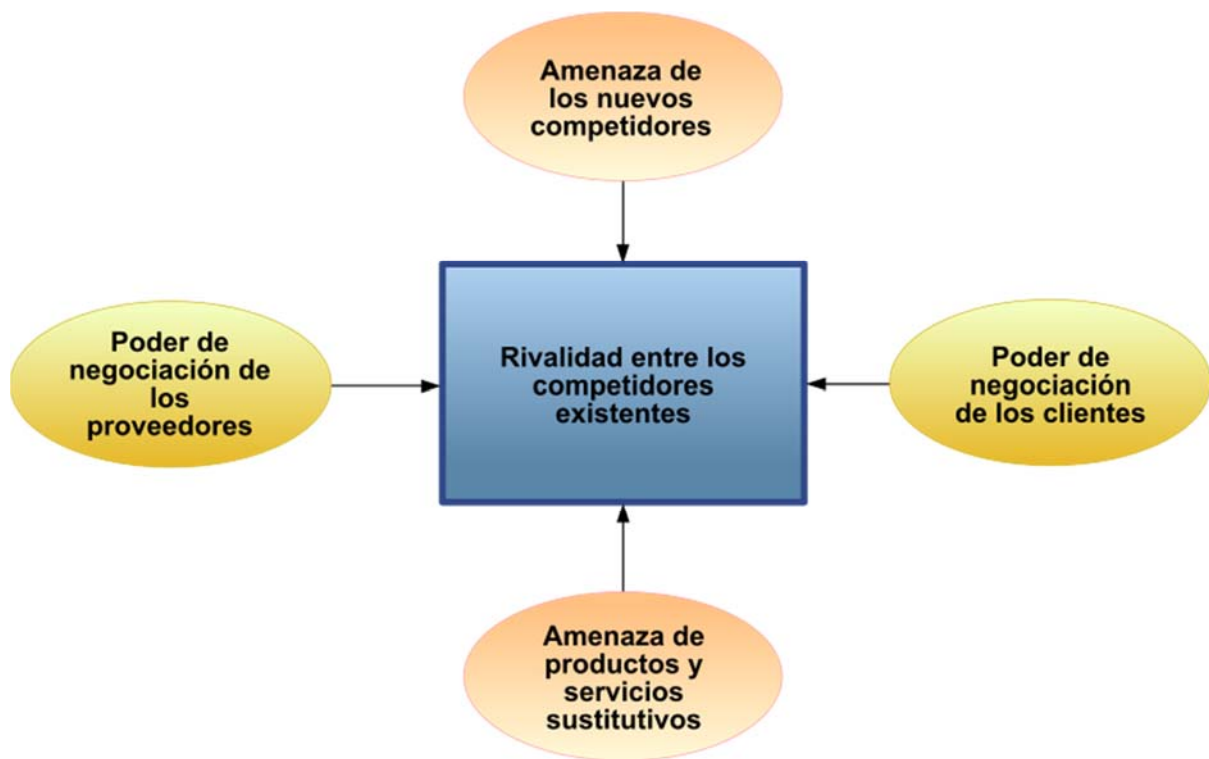 Amenaza de
los nuevos
competidores
Poder de
negociación de
los
proveedores
Rivalidad entre los
competidores
existentes
Poder de
negociación
de los clientes
Amenaza de
productos y
servicios
sustitutivos